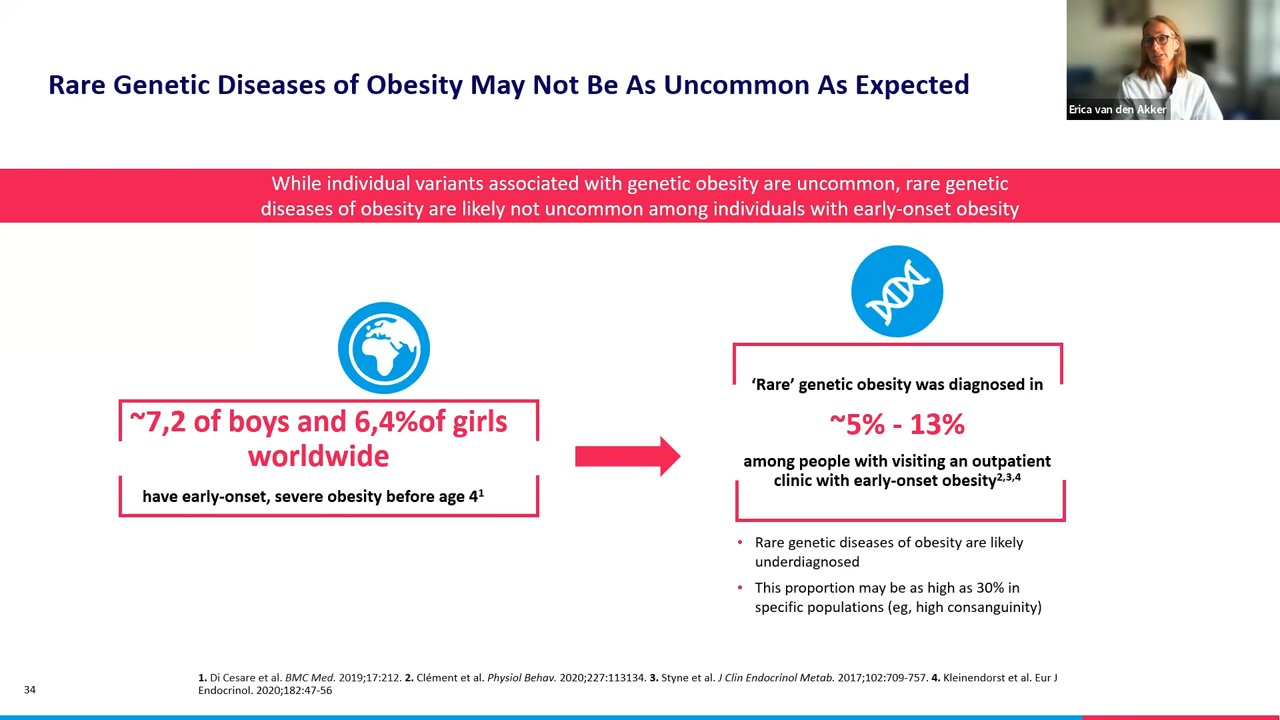 Rare Genetic Diseases of Obesity May Not Be As Uncommon As Expected
Erica van den Akker
While individual variants associated with genetic obesity are uncommon, rare genetic
diseases of obesity are likely not uncommon among individuals with early-onset obesity
~7,2 of boys and 6,4%of girls
worldwide
have early-onset, severe obesity before age 4¹
‘Rare’ genetic obesity was diagnosed in
~5% - 13%
among people with visiting an outpatient
clinic with early-onset obesity²,³,⁴
• Rare genetic diseases of obesity are likely
underdiagnosed
• This proportion may be as high as 30% in
specific populations (eg, high consanguinity)
1. Di Cesare et al. BMC Med. 2019;17:212. 2. Clément et al. Physiol Behav. 2020;227:113134. 3. Styne et al. J Clin Endocrinol Metab. 2017;102:709-757. 4. Kleinendorst et al. Eur J
Endocrinol. 2020;182:47-56
34